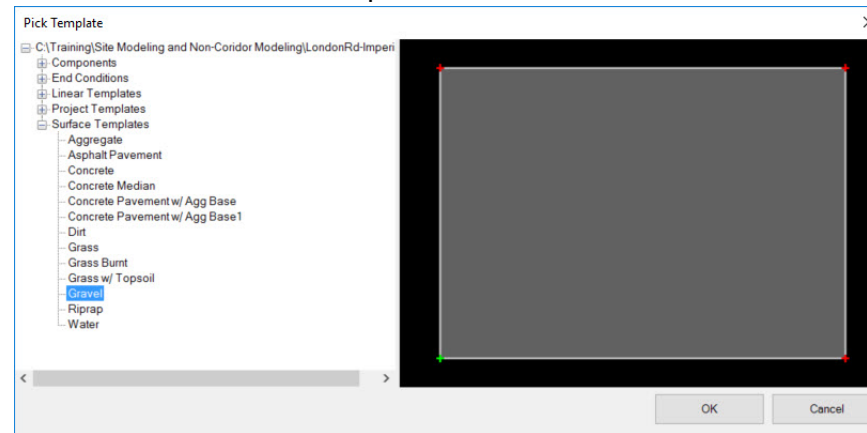 Pick Template
C:\Training\Site Modeling and Non-Coridor Modeling\LondonRd-Imperi
Components
End Conditions
Linear Templates
Project Templates
Surface Templates
Aggregate
Asphalt Pavement
Concrete
Concrete Median
Concrete Pavement w/ Agg Base
Concrete Pavement w/ Agg Base1
Dirt
Grass
Grass Burnt
Grass w/ Topsoil
Gravel
Riprap
Water
OK Cancel